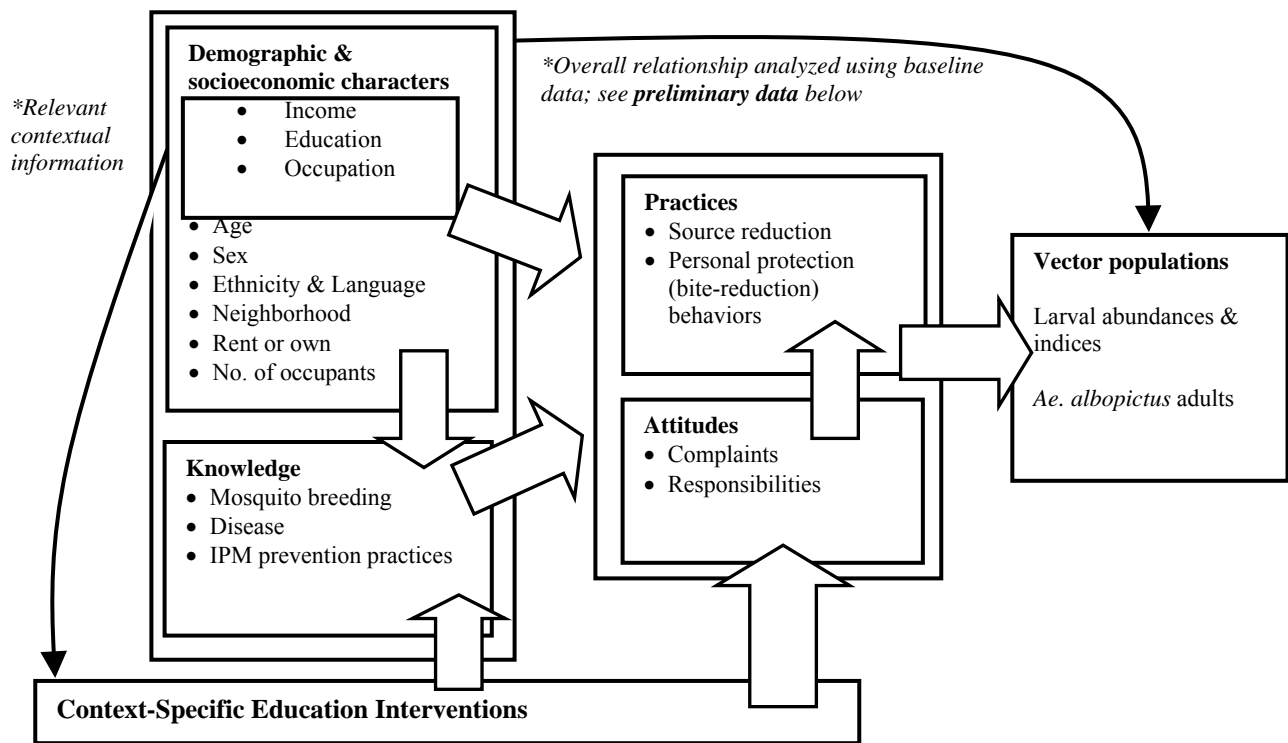 Demographic &
socioeconomic characters
• Income
• Education
• Occupation
• Age
• Sex
• Ethnicity & Language
• Neighborhood
• Rent or own
• No. of occupants
*Relevant
contextual
information
*Overall relationship analyzed using baseline
data; see preliminary data below
Knowledge
• Mosquito breeding
• Disease
• IPM prevention practices
Practices
• Source reduction
• Personal protection
(bite-reduction)
behaviors
Attitudes
• Complaints
• Responsibilities
Vector populations
Larval abundances &
indices
Ae. albopictus adults
Context-Specific Education Interventions